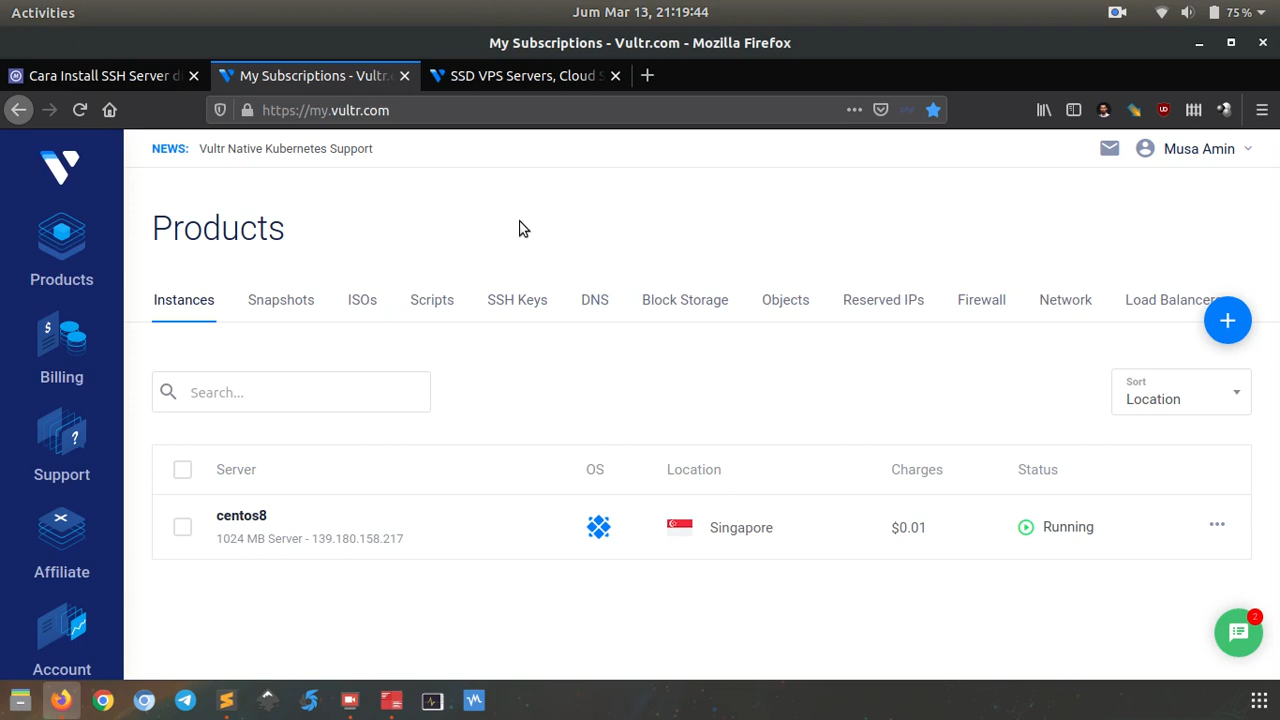 Activities
Jum Mar 13, 21:19:44
75 %
My Subscriptions - Vultr.com - Mozilla Firefox
Cara Install SSH Server d
My Subscriptions - Vultr.
SSD VPS Servers, Cloud S
https://my.vultr.com
NEWS: Vultr Native Kubernetes Support
Musa Amin
Products
Products
Billing
Support
Affiliate
Account
Instances Snapshots ISOs Scripts SSH Keys DNS Block Storage Objects Reserved IPs Firewall Network Load Balancers
Search...
Sort
Location
Server OS Location Charges Status
centos8
1024 MB Server - 139.180.158.217
Singapore
$0.01
Running
2